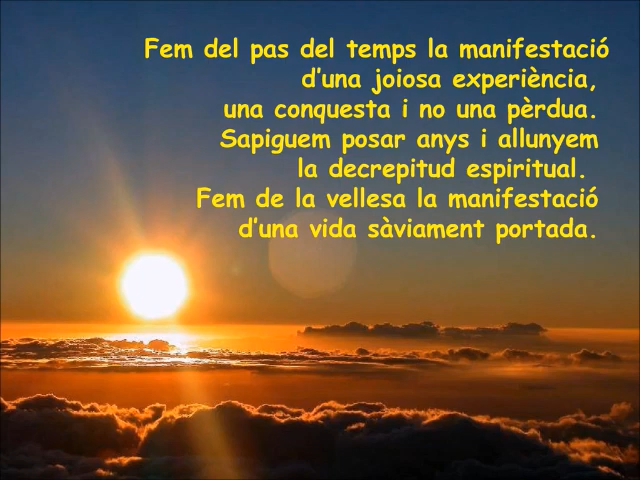 Fem del pas del temps la manifestació
d’una joiosa experiència,
una conquesta i no una pèrdua.
Sapiguem posar anys i allunyem
la decrepitud espiritual.
Fem de la vellesa la manifestació
d’una vida sàviament portada.